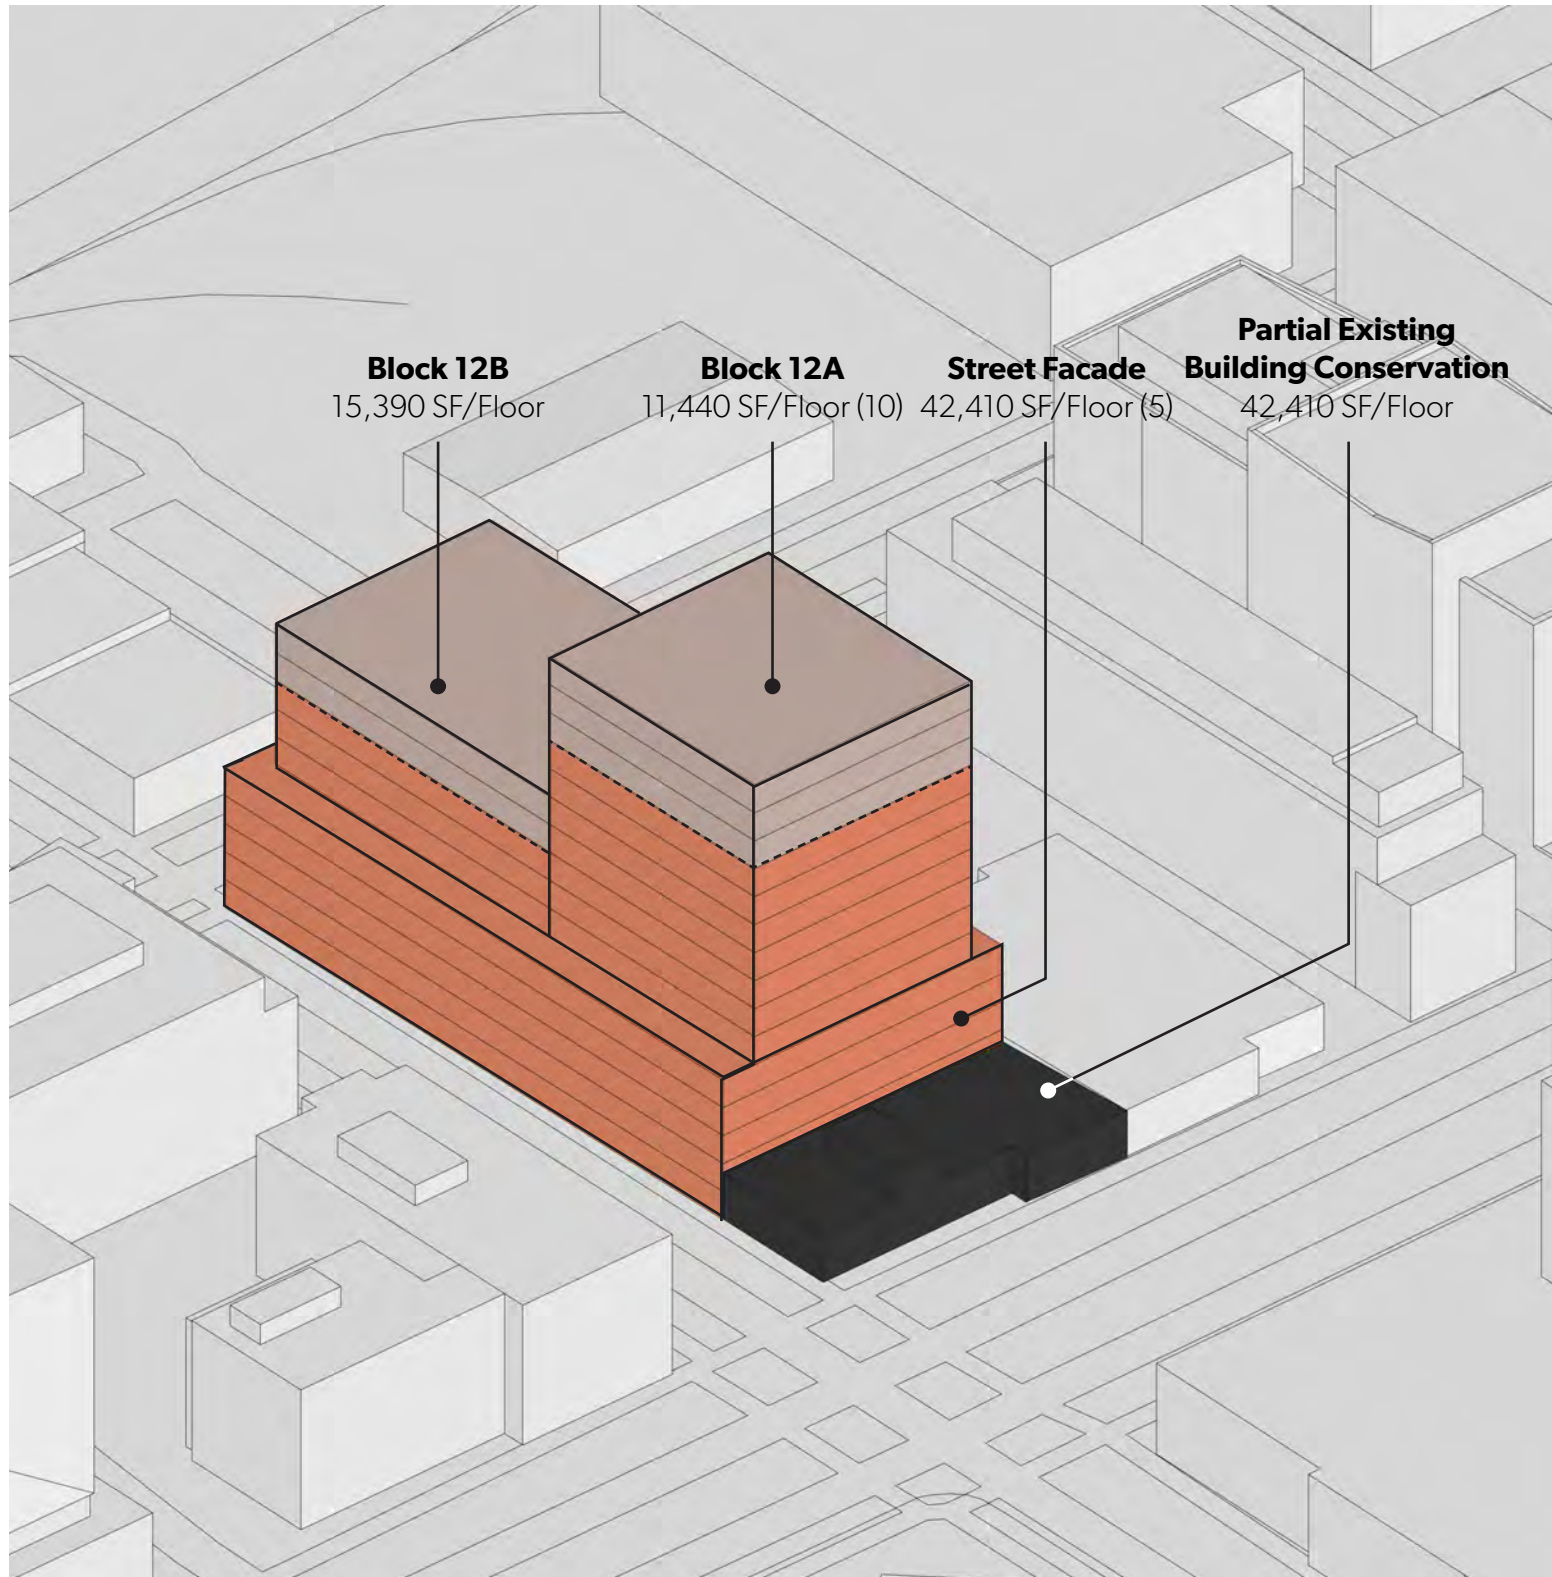 Block 12B
15,390 SF/Floor
Block 12A
11,440 SF/Floor (10)
Street Facade
42,410 SF/Floor (5)
Partial Existing
Building Conservation
42,410 SF/Floor